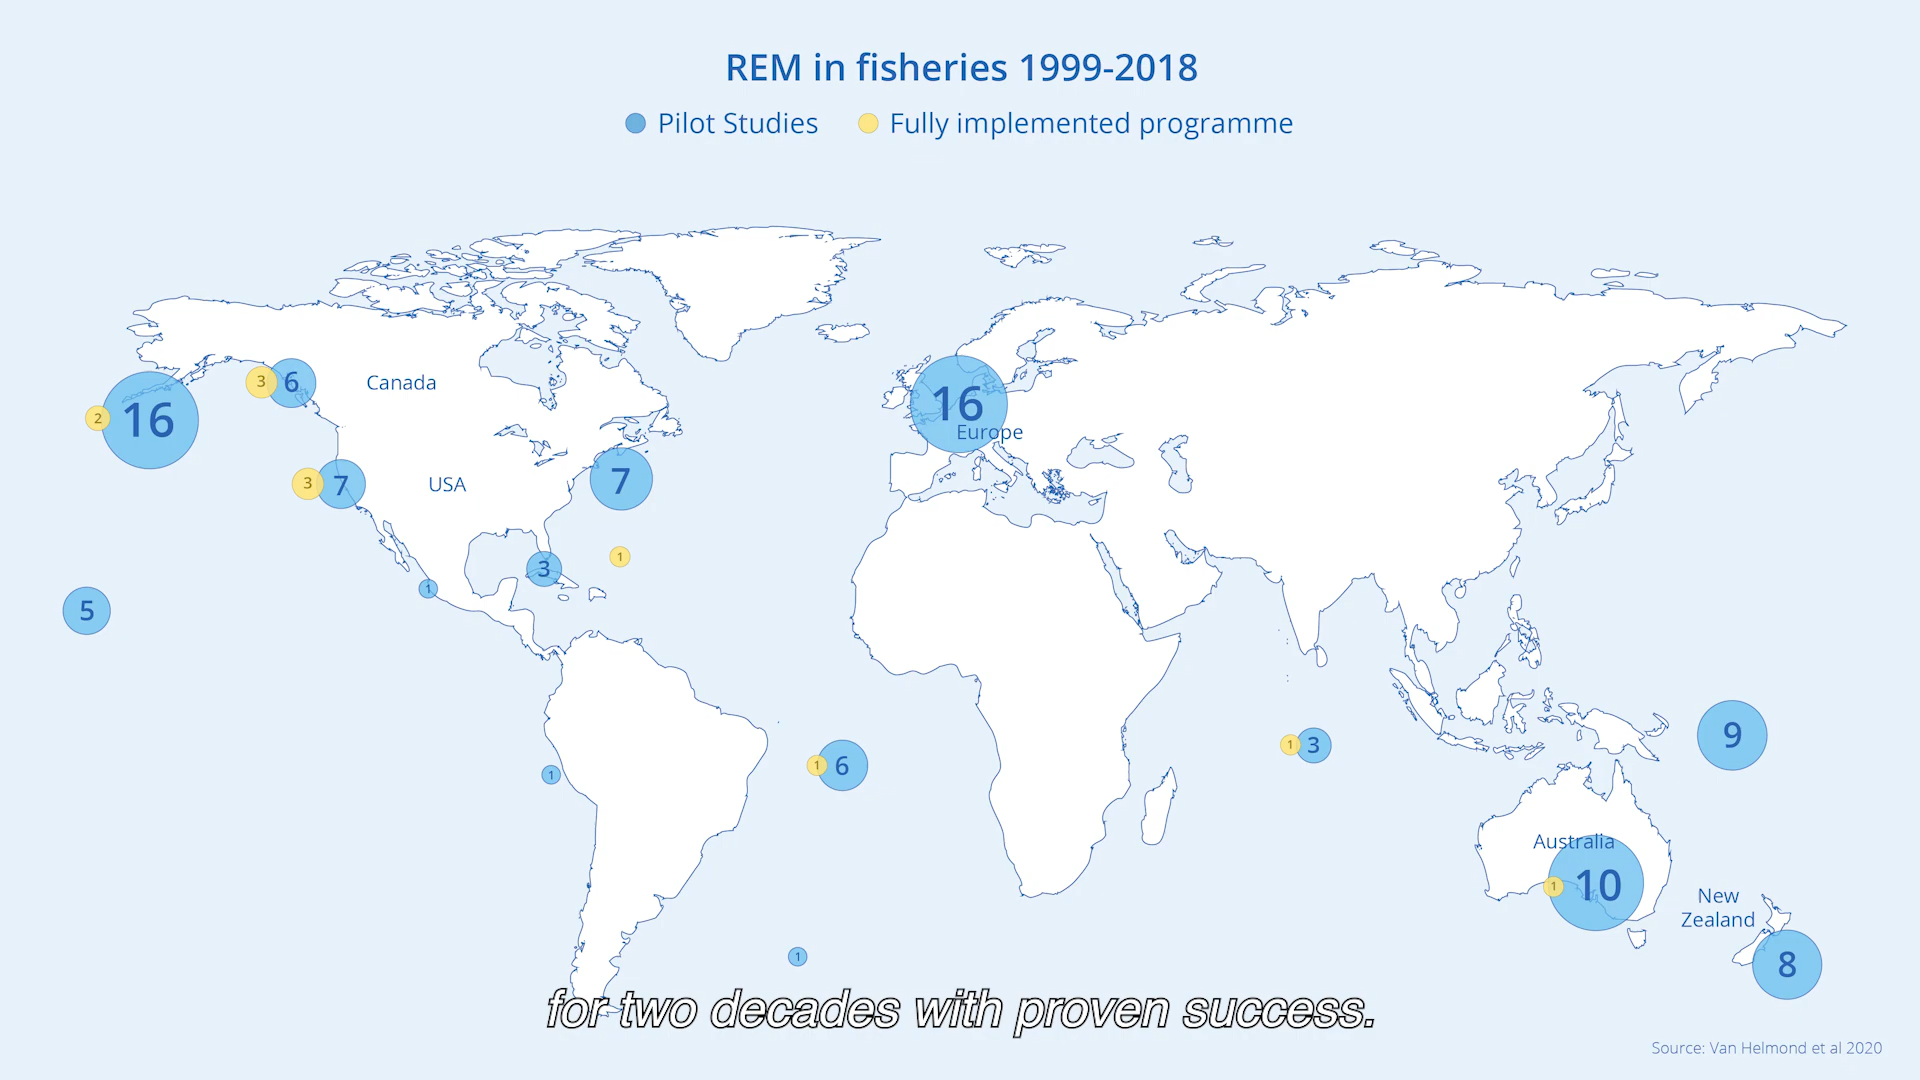 REM in fisheries 1999-2018
Pilot Studies
Fully implemented programme
3
6
Canada
2
16
16
Europe
3
7
USA
7
3
1
1
5
9
1
3
1
6
1
Australia
1
10
New
Zealand
8
1
for two decades with proven success.
Source: Van Helmond et al 2020